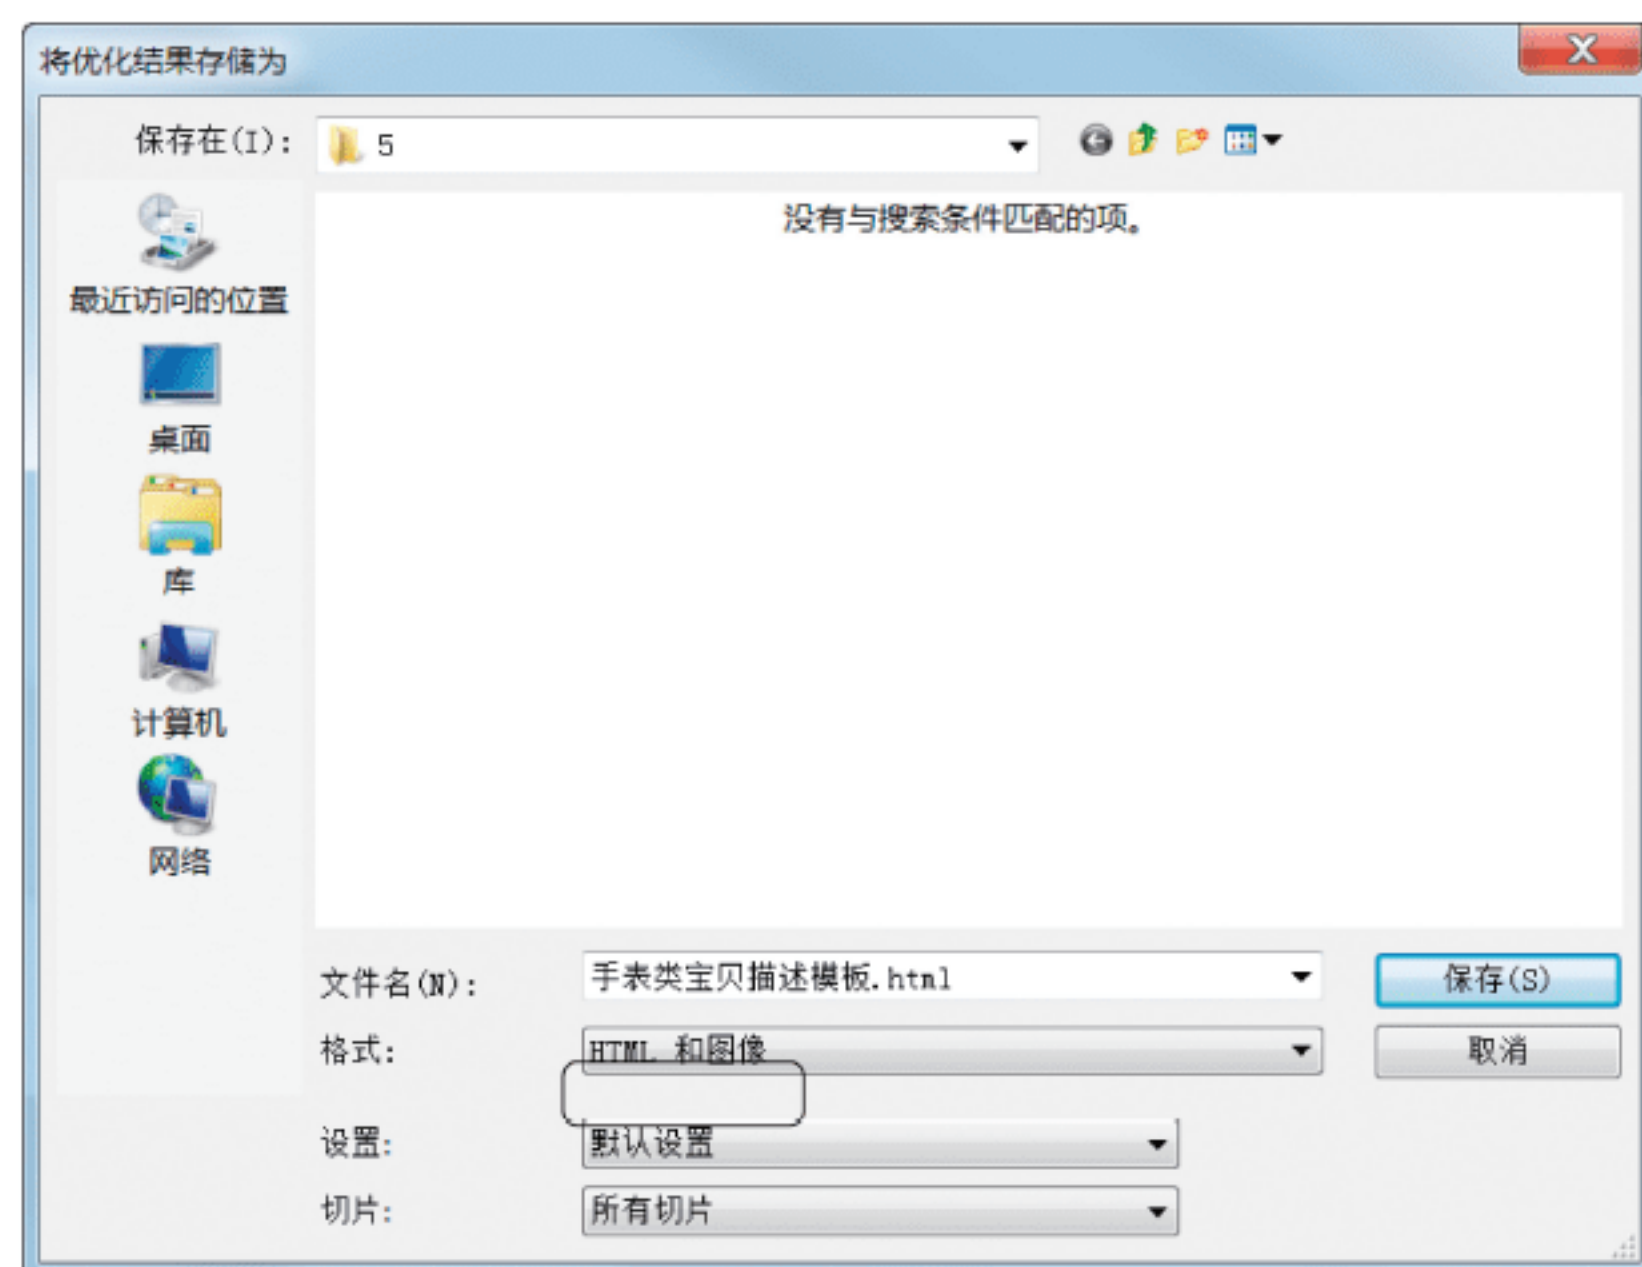 将优化结果存储为
保存在(I): 5
没有与搜索条件匹配的项。
最近访问的位置
桌面
库
计算机
网络
文件名(N): 手表类宝贝描述模板.html 保存(S)
格式: HTML 和图像 取消
设置: 默认设置
切片: 所有切片